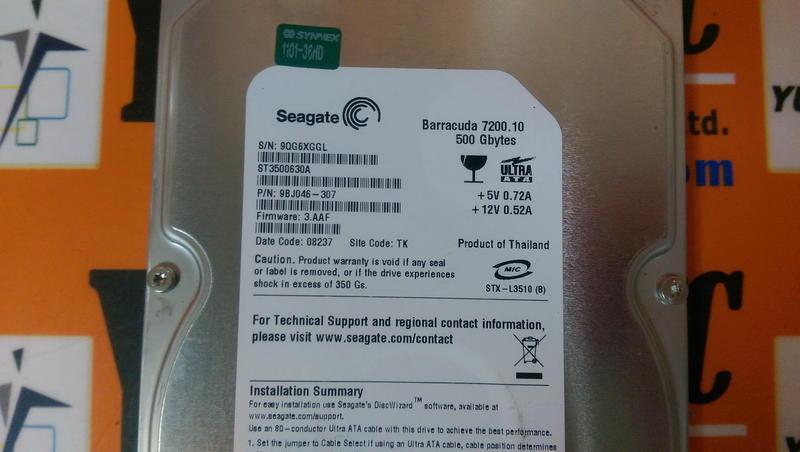 SYNNEX
1101-36HD
Seagate
Barracuda 7200.10
500 Gbytes
S/N: 9QG6XGGL
ST3500630A
ULTRA
ATA
P/N: 9BJ046-307
+5V 0.72A
+12V 0.52A
Firmware: 3.AAF
Date Code: 08237 Site Code: TK Product of Thailand
Caution. Product warranty is void if any seal
or label is removed, or if the drive experiences
shock in excess of 350 Gs.
MIC
STX-L3510 (B)
For Technical Support and regional contact information,
please visit www.seagate.com/contact
Installation Summary
For easy installation use Seagate's DiscWizard™ software, available at
www.seagate.com/support.
Use an 80-conductor Ultra ATA cable with this drive to achieve the best performance.
1. Set the jumper to Cable Select if using an Ultra ATA cable, cable position determines
td.
om